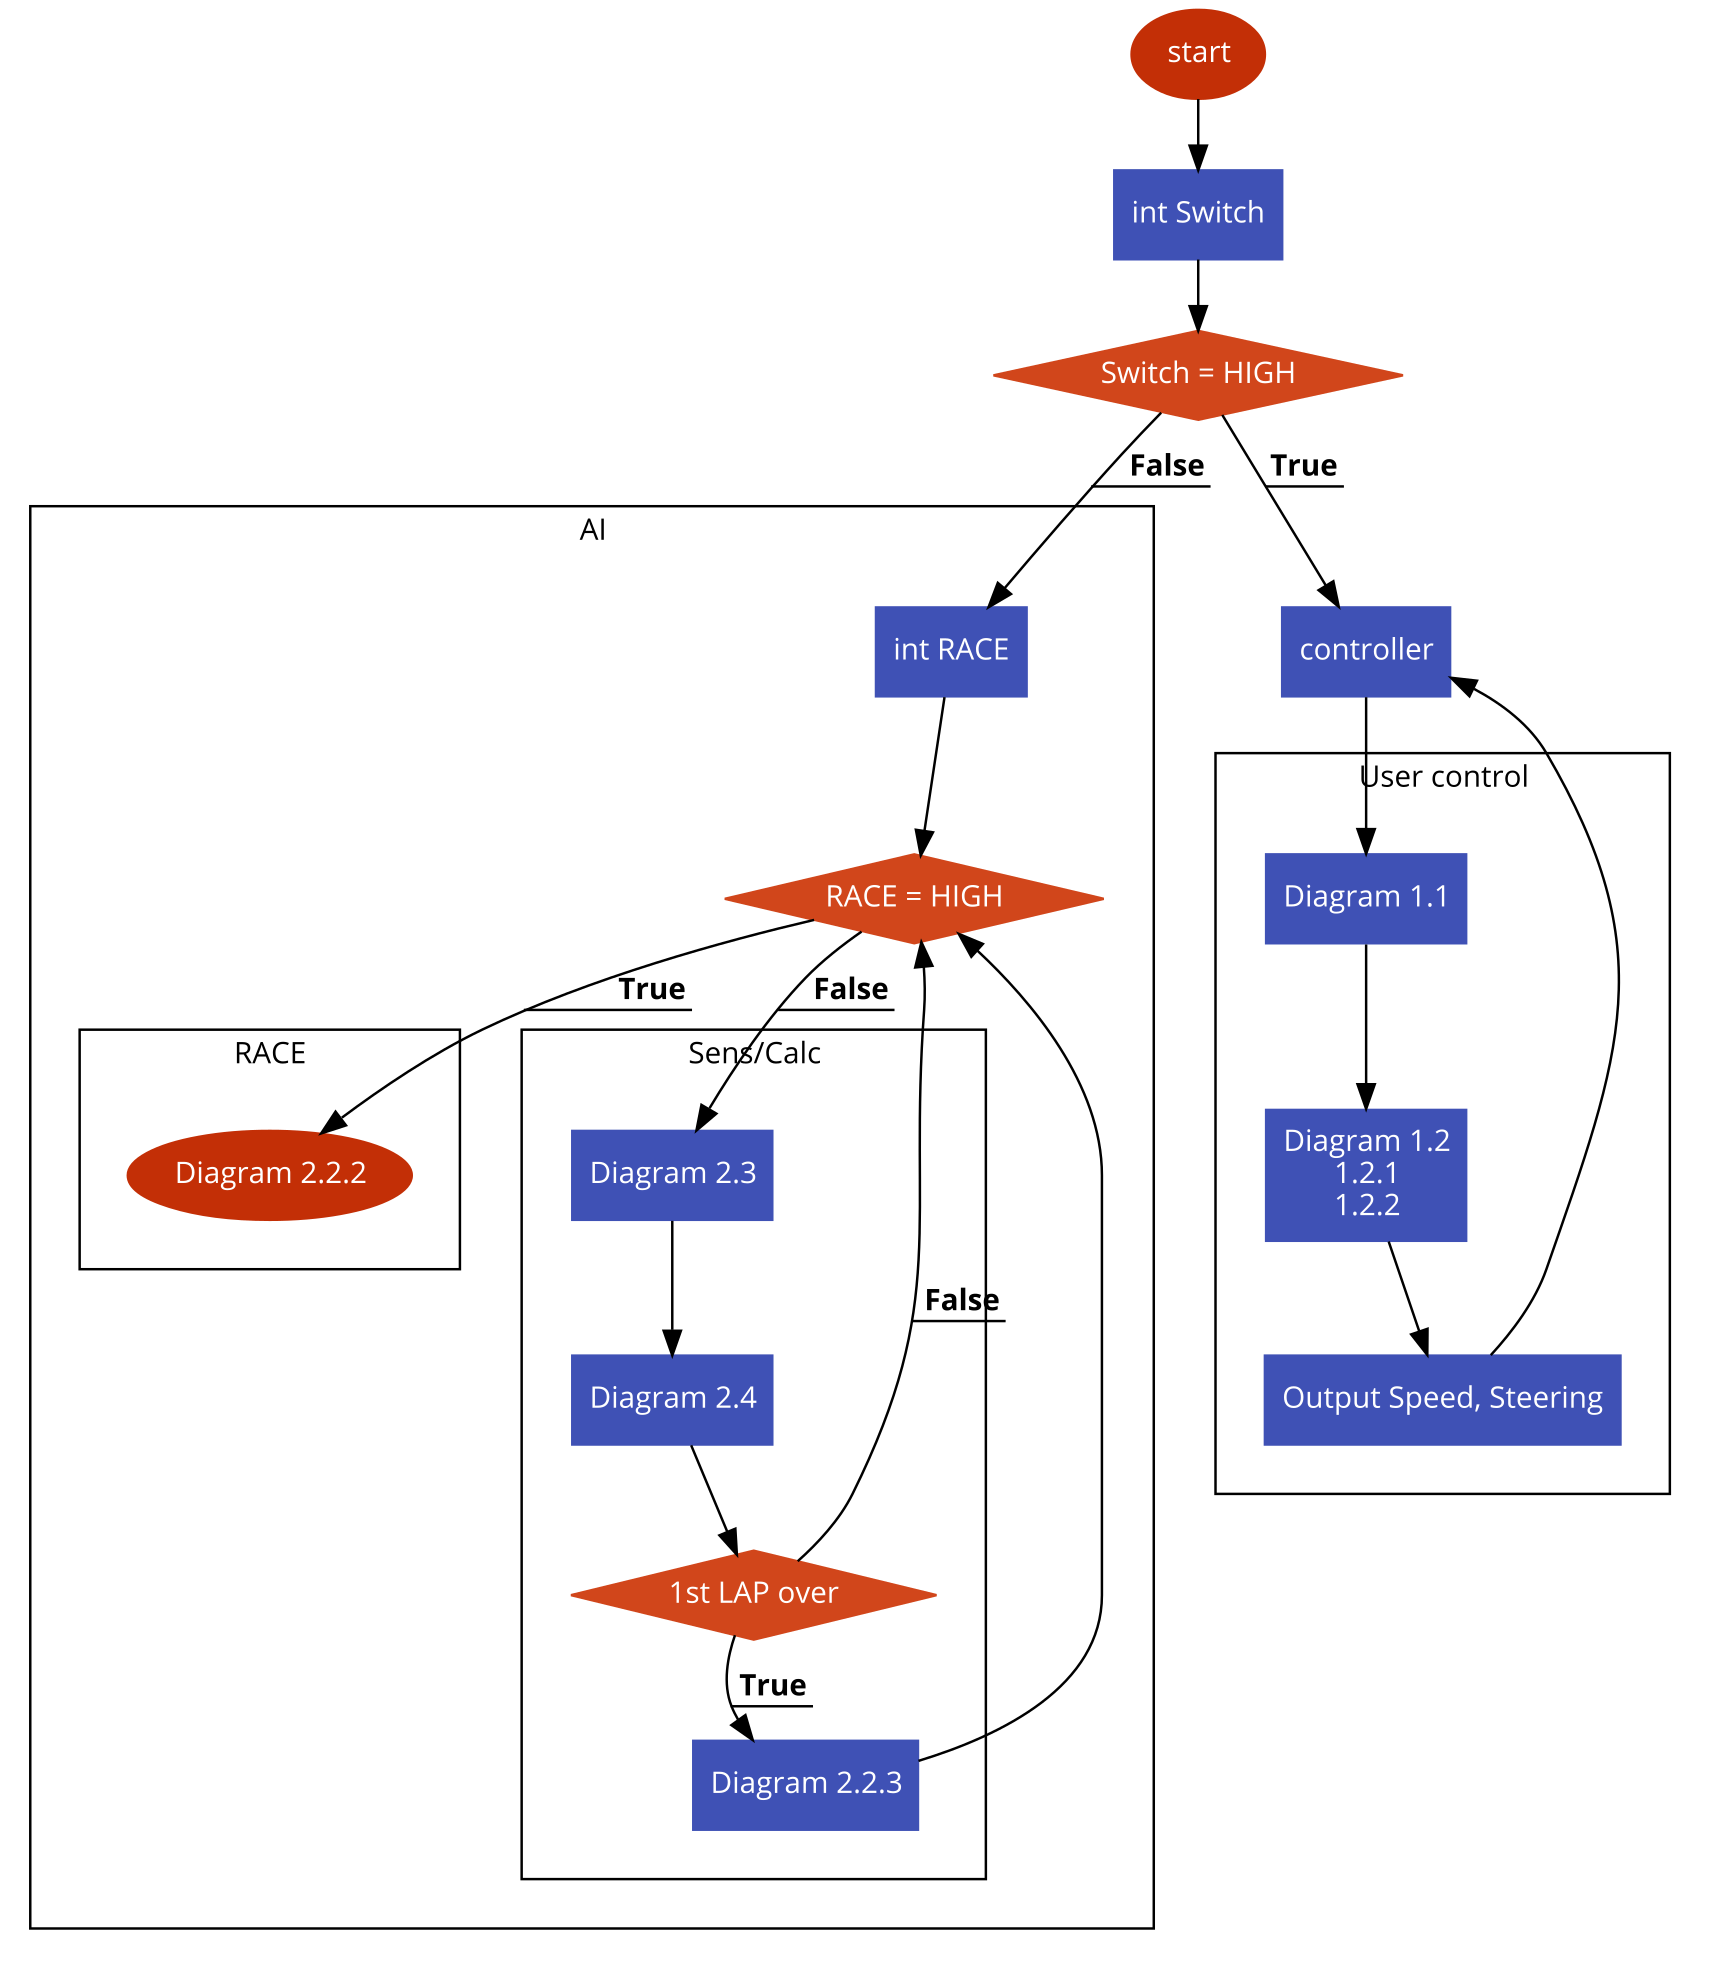 start
int Switch
Switch = HIGH
False
True
AI
int RACE
controller
User control
RACE = HIGH
Diagram 1.1
True
False
RACE
Sens/Calc
Diagram 2.2.2
Diagram 2.3
Diagram 1.2
1.2.1
1.2.2
False
Diagram 2.4
Output Speed, Steering
1st LAP over
True
Diagram 2.2.3